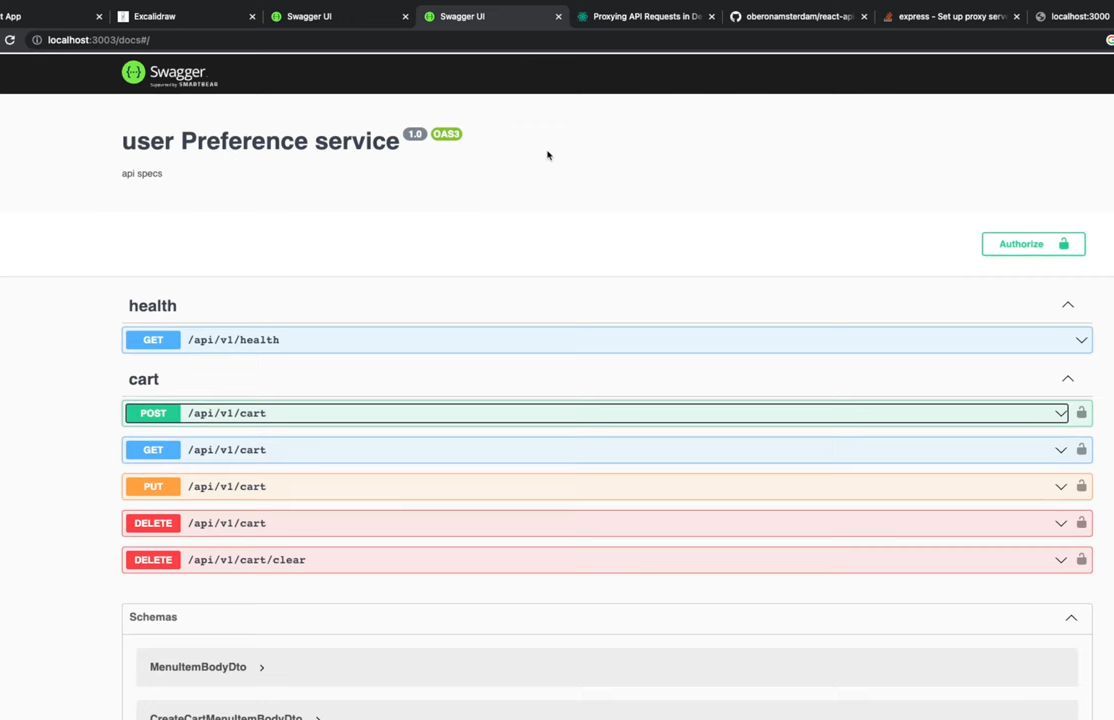 t App
Excalidraw
Swagger UI
Swagger UI
Proxying API Requests in De
oberonamsterdam/react-api
express - Set up proxy serv
localhost:3000
localhost:3003/docs#/
Swagger
Supported by SMARTBEAR
user Preference service 1.0 OAS3
api specs
Authorize
health
GET /api/v1/health
cart
POST /api/v1/cart
GET /api/v1/cart
PUT /api/v1/cart
DELETE /api/v1/cart
DELETE /api/v1/cart/clear
Schemas
MenuItemBodyDto
CreateCartMenuItemBodyDto